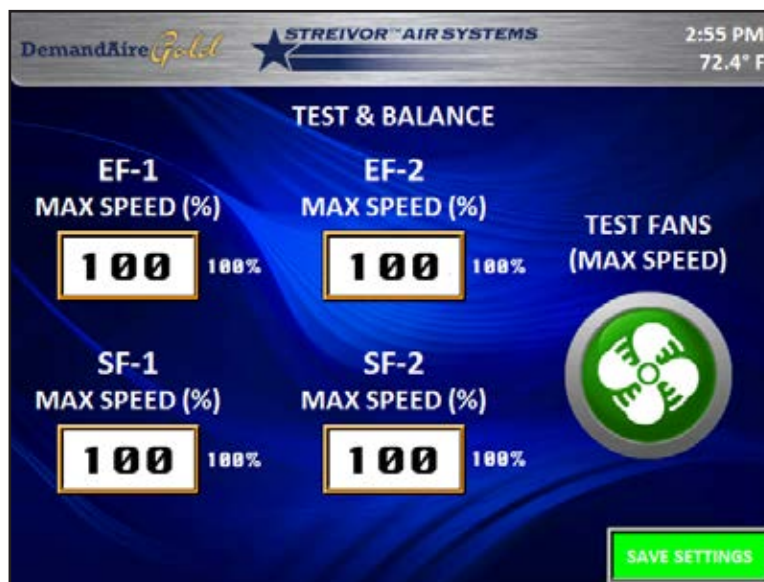 DemandAire Gold
STREIVOR™ AIR SYSTEMS
2:55 PM
72.4° F
TEST & BALANCE
EF-1
MAX SPEED (%)
100 100%
EF-2
MAX SPEED (%)
100 100%
TEST FANS
(MAX SPEED)
SF-1
MAX SPEED (%)
100 100%
SF-2
MAX SPEED (%)
100 100%
SAVE SETTINGS